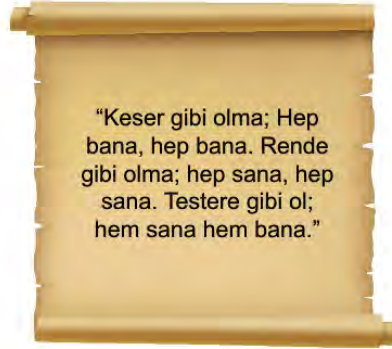 “Keser gibi olma; Hep
bana, hep bana. Rende
gibi olma; hep sana, hep
sana. Testere gibi ol;
hem sana hem bana.”